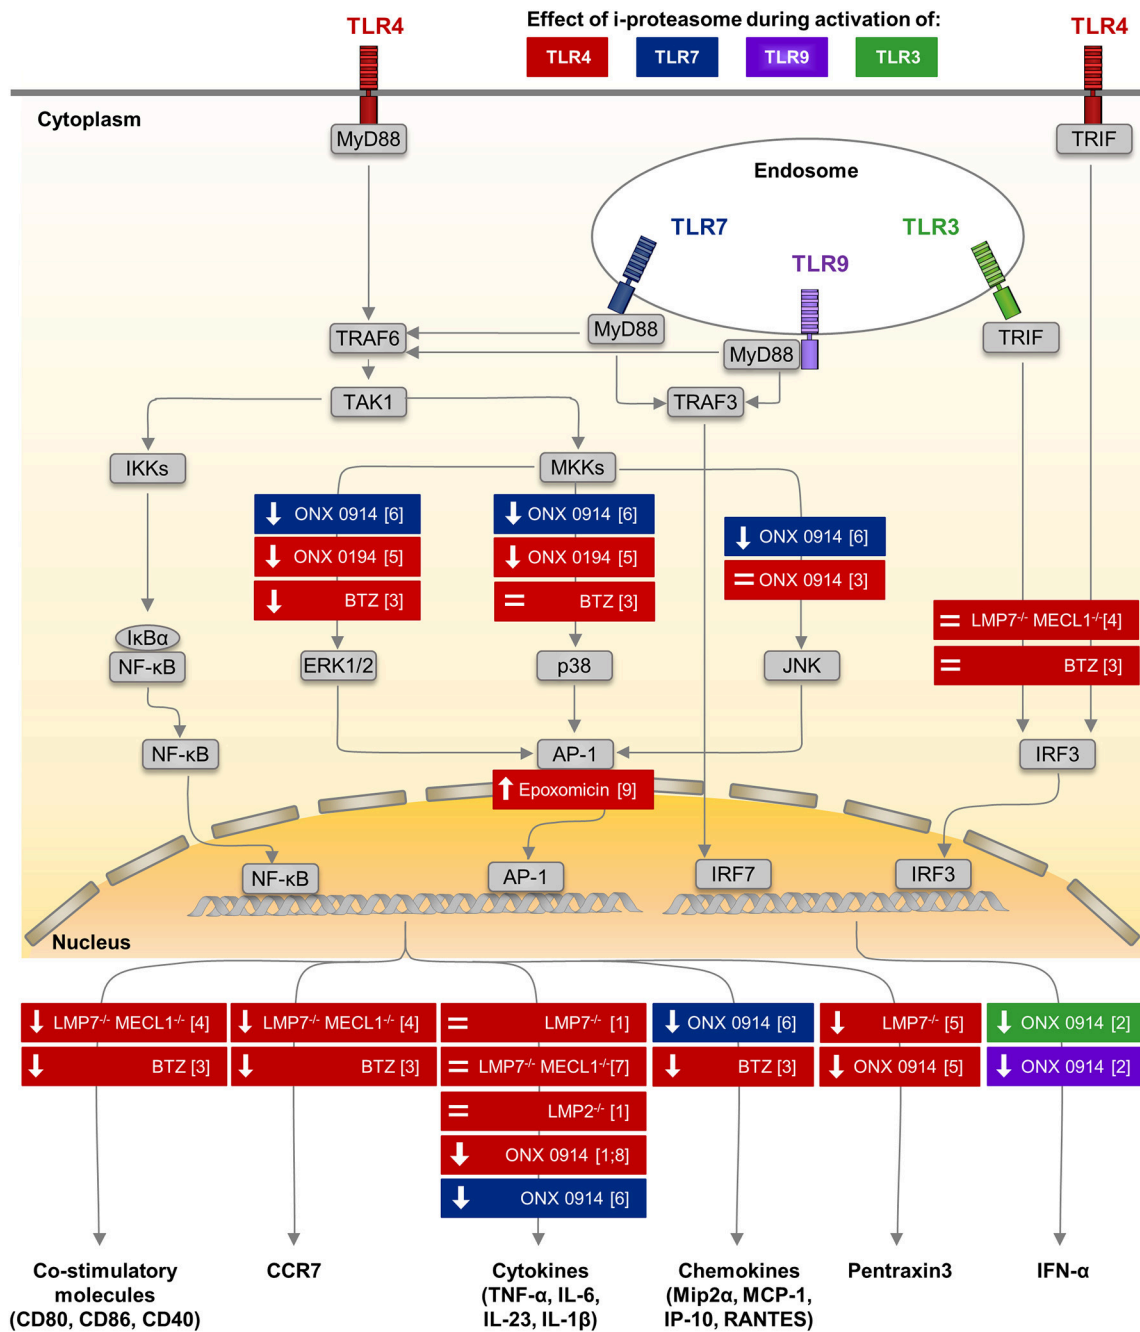 Effect of i-proteasome during activation of:
TLR4
TLR7
TLR9
TLR3
TLR4
TLR4
Cytoplasm
MyD88
TRIF
Endosome
TLR7
TLR3
TLR9
MyD88
TRAF6
MyD88
TRIF
TAK1
TRAF3
IKKs
MKKs
ONX 0914 [6]
ONX 0194 [5]
BTZ [3]
ONX 0914 [6]
ONX 0194 [5]
= BTZ [3]
ONX 0914 [6]
= ONX 0914 [3]
= LMP7-/- MECL1-/-[4]
= BTZ [3]
IκBα
NF-κB
ERK1/2
p38
JNK
NF-κB
AP-1
IRF3
Epoxomicin [9]
NF-κB
AP-1
IRF7
IRF3
Nucleus
LMP7-/- MECL1-/- [4]
BTZ [3]
LMP7-/- MECL1-/- [4]
BTZ [3]
= LMP7-/- [1]
= LMP7-/- MECL1-/-[7]
= LMP2-/- [1]
ONX 0914 [1;8]
ONX 0914 [6]
ONX 0914 [6]
BTZ [3]
LMP7-/- [5]
ONX 0914 [5]
ONX 0914 [2]
ONX 0914 [2]
Co-stimulatory
molecules
(CD80, CD86, CD40)
CCR7
Cytokines
(TNF-α, IL-6,
IL-23, IL-1β)
Chemokines
(Mip2α, MCP-1,
IP-10, RANTES)
Pentraxin3
IFN-α